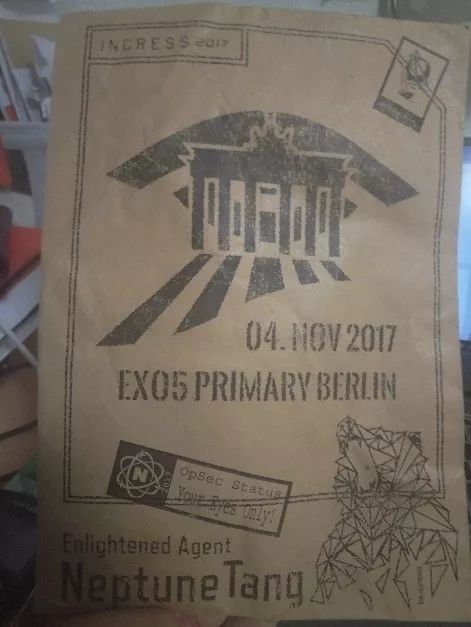 INGRESS 2017
04. NOV 2017
EXO5 PRIMARY BERLIN
N
OpSec Status
Your Eyes Only!
Enlightened Agent
NeptuneTang